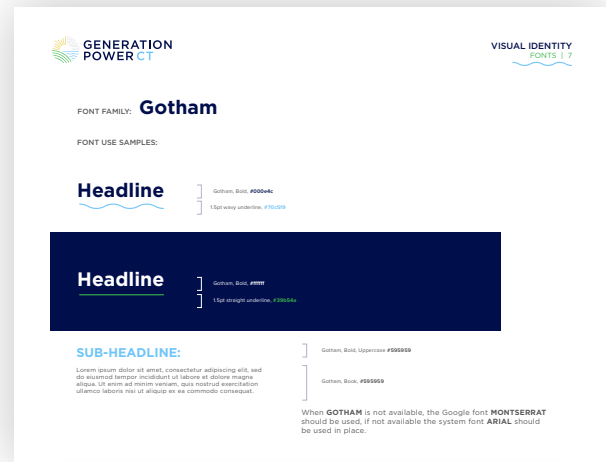 GENERATION
POWER CT
VISUAL IDENTITY
FONTS | 7
FONT FAMILY: Gotham
FONT USE SAMPLES:
Headline
Gotham, Bold, #000e4c
1.5pt wavy underline, #70c5f9
Headline
Gotham, Bold, #ffffff
1.5pt straight underline, #39b54a
SUB-HEADLINE:
Gotham, Bold, Uppercase #595959
Lorem ipsum dolor sit amet, consectetur adipiscing elit, sed
do eiusmod tempor incididunt ut labore et dolore magna
aliqua. Ut enim ad minim veniam, quis nostrud exercitation
ullamco laboris nisi ut aliquip ex ea commodo consequat.
Gotham, Book, #595959
When GOTHAM is not available, the Google font MONTSERRAT
should be used, if not available the system font ARIAL should
be used in place.